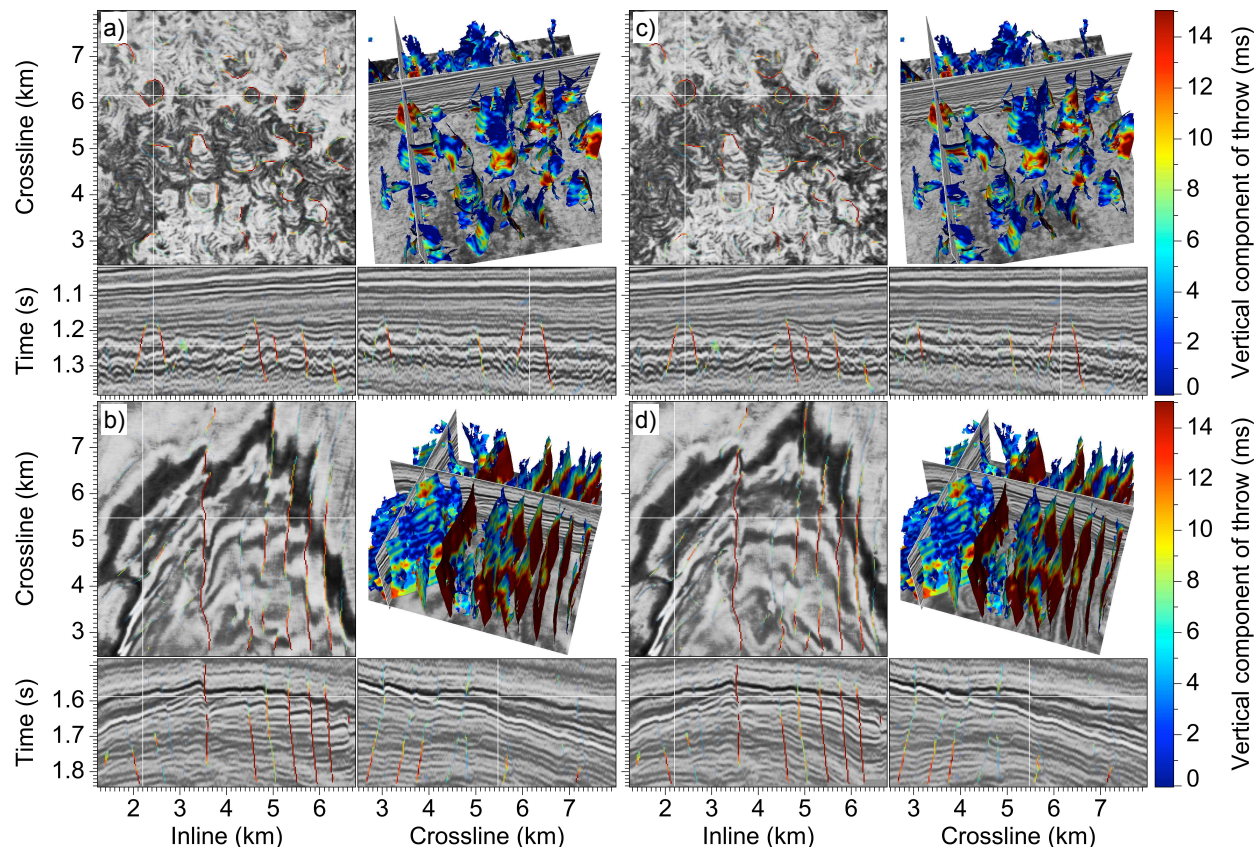 a)
c)
7
6
5
4
3
Crossline (km)
1.1
1.2
1.3
Time (s)
14
12
10
8
6
4
2
0
Vertical component of throw (ms)
b)
d)
7
6
5
4
3
Crossline (km)
1.6
1.7
1.8
Time (s)
14
12
10
8
6
4
2
0
Vertical component of throw (ms)
2 3 4 5 6 3 4 5 6 7 2 3 4 5 6 3 4 5 6 7
Inline (km) Crossline (km) Inline (km) Crossline (km)